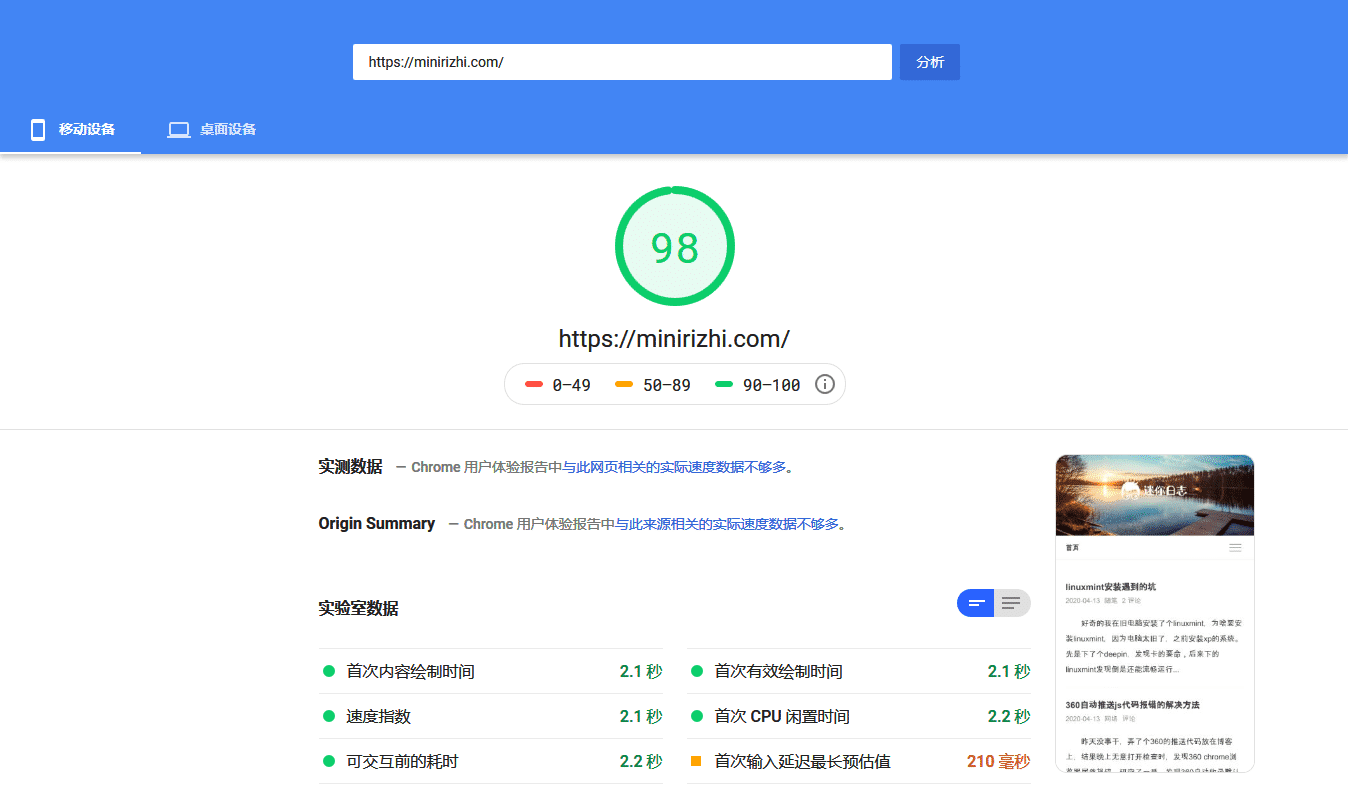 https://minirizhi.com/
分析
移动设备
桌面设备
98
https://minirizhi.com/
0–49 50–89 90–100
实测数据 — Chrome 用户体验报告中与此网页相关的实际速度数据不够多。
Origin Summary — Chrome 用户体验报告中与此来源相关的实际速度数据不够多。
实验室数据
首次内容绘制时间 2.1 秒
首次有效绘制时间 2.1 秒
速度指数 2.1 秒
首次 CPU 闲置时间 2.2 秒
可交互前的耗时 2.2 秒
首次输入延迟最长预估值 210 毫秒
迷你日志
首页
linuxmint安装遇到的坑
2020-04-13 随笔 2 评论
好奇的我在旧电脑安装了个linuxmint，为啥要安
装linuxmint，因为电脑太旧了，之前安装xp的系统。
先是下了个deepin，发现卡的要命，后来下的
linuxmint发现倒是还能流畅运行...
360自动推送js代码报错的解决方法
2020-04-13 网络 评论
昨天没事干，弄了个360的推送代码放在博客
上，结果晚上无意打开检查时，发现360 chrome浏